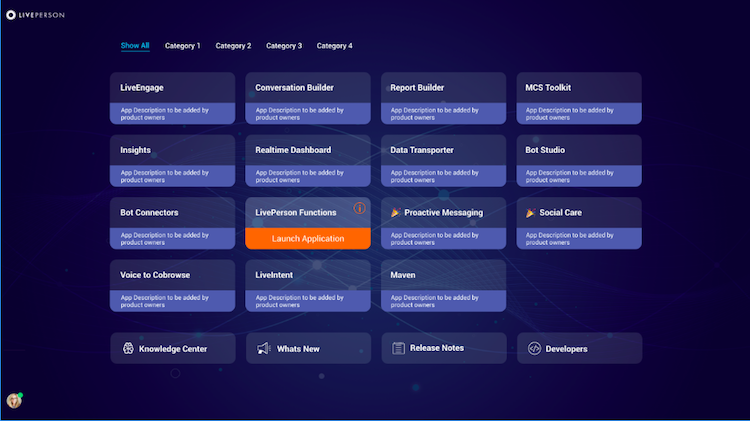 LIVEPERSON
Show All Category 1 Category 2 Category 3 Category 4
LiveEngage
App Description to be added by
product owners
Conversation Builder
App Description to be added by
product owners
Report Builder
App Description to be added by
product owners
MCS Toolkit
App Description to be added by
product owners
Insights
App Description to be added by
product owners
Realtime Dashboard
App Description to be added by
product owners
Data Transporter
App Description to be added by
product owners
Bot Studio
App Description to be added by
product owners
Bot Connectors
App Description to be added by
product owners
LivePerson Functions
Launch Application
🎉 Proactive Messaging
App Description to be added by
product owners
🎉 Social Care
App Description to be added by
product owners
Voice to Cobrowse
App Description to be added by
product owners
LiveIntent
App Description to be added by
product owners
Maven
App Description to be added by
product owners
Knowledge Center
Whats New
Release Notes
Developers